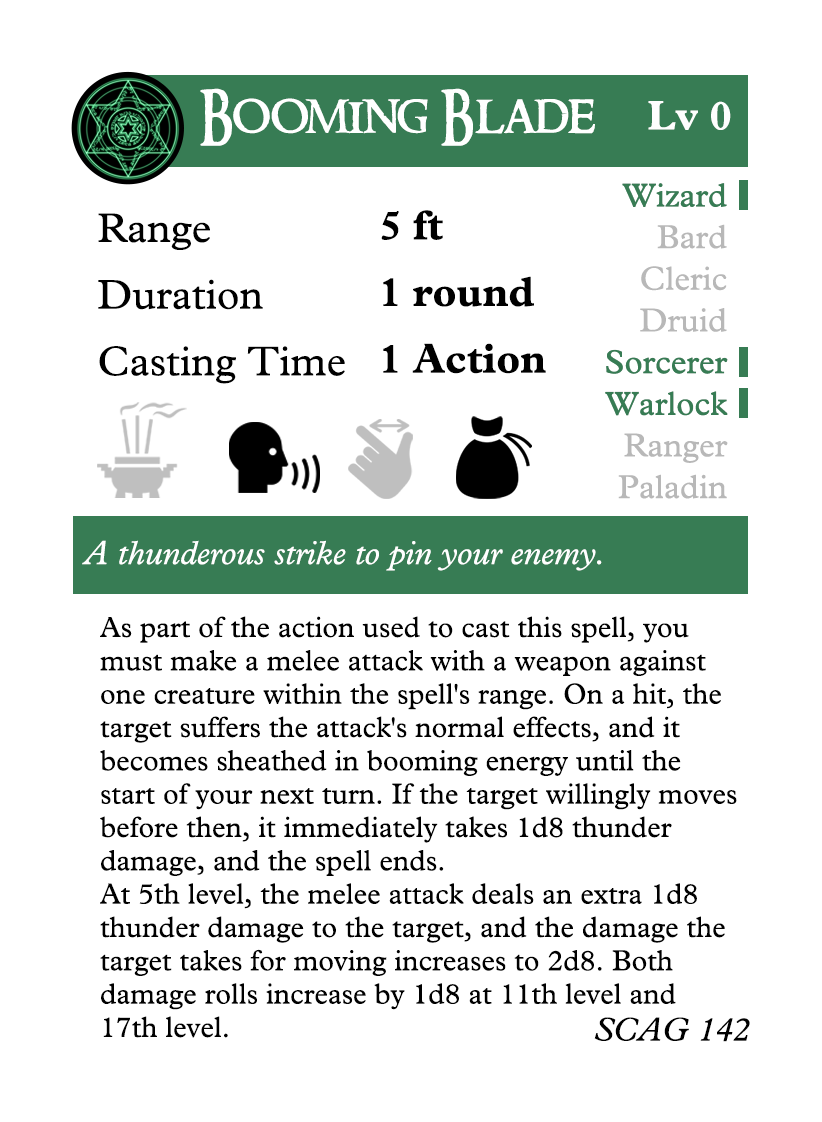 BOOMING BLADE Lv 0
Wizard
Bard
Cleric
Druid
Sorcerer
Warlock
Ranger
Paladin
Range 5 ft
Duration 1 round
Casting Time 1 Action
A thunderous strike to pin your enemy.
As part of the action used to cast this spell, you
must make a melee attack with a weapon against
one creature within the spell's range. On a hit, the
target suffers the attack's normal effects, and it
becomes sheathed in booming energy until the
start of your next turn. If the target willingly moves
before then, it immediately takes 1d8 thunder
damage, and the spell ends.
At 5th level, the melee attack deals an extra 1d8
thunder damage to the target, and the damage the
target takes for moving increases to 2d8. Both
damage rolls increase by 1d8 at 11th level and
17th level.
SCAG 142